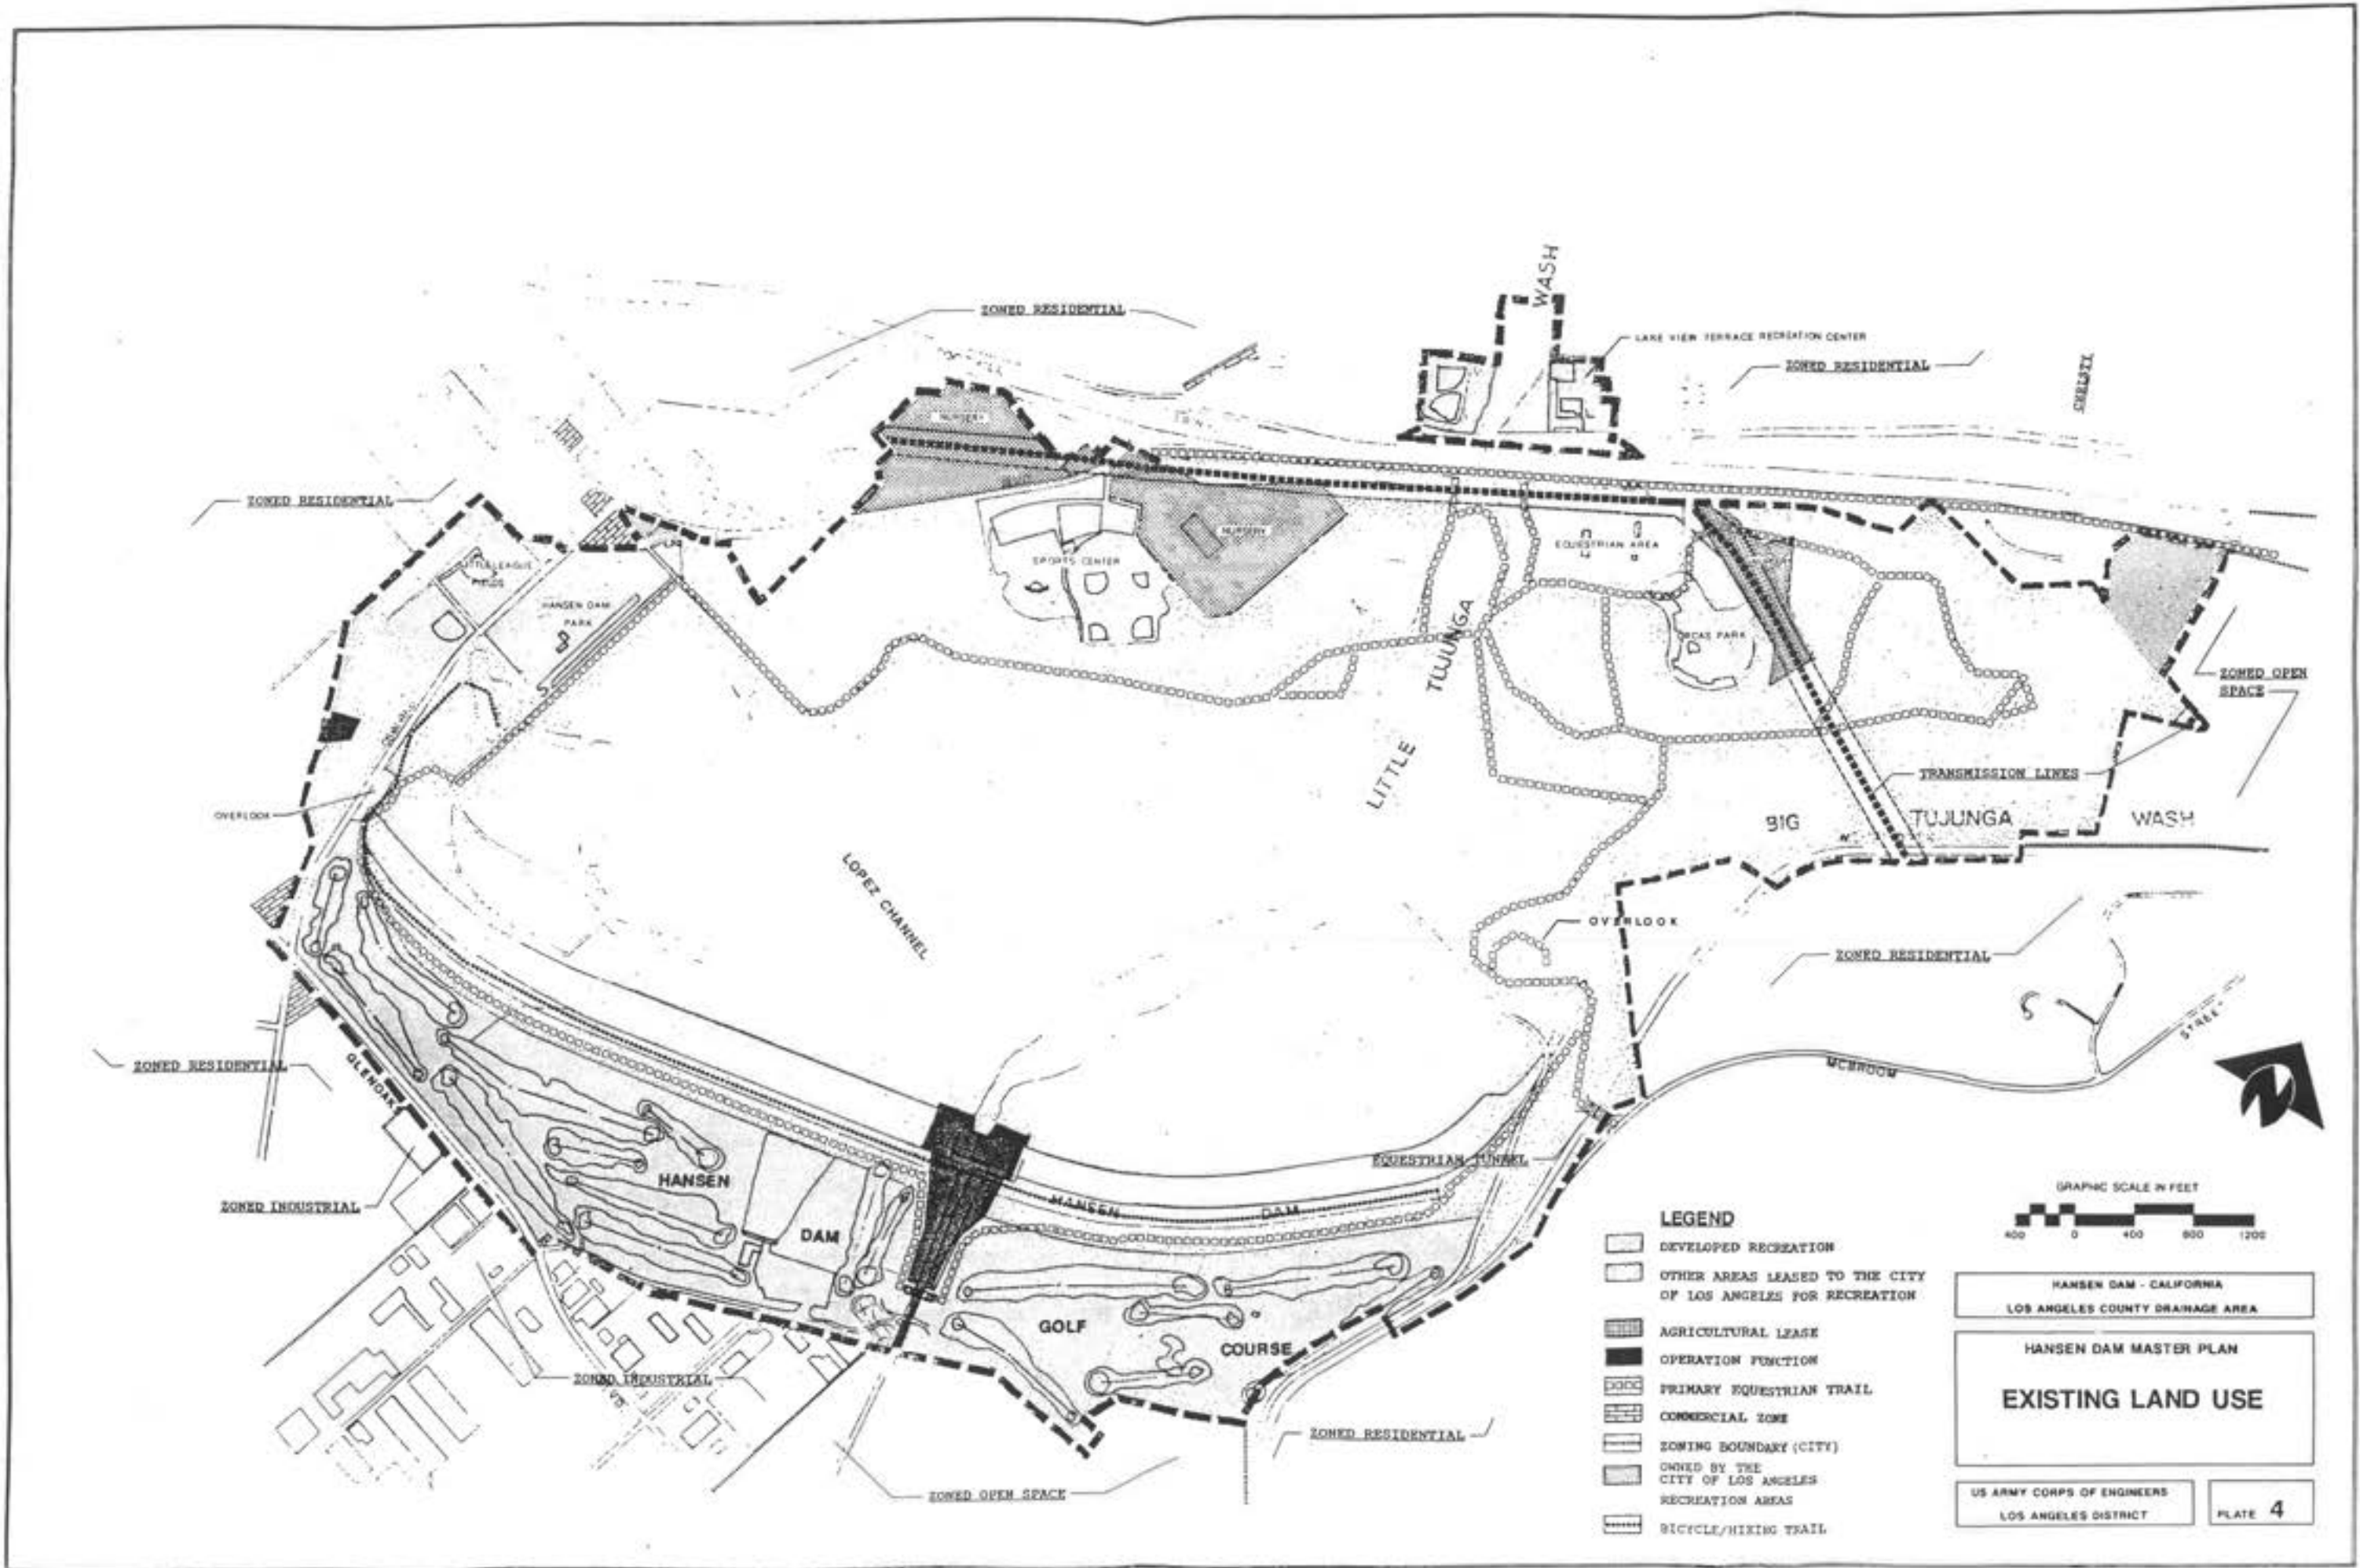 WASH
ZONED RESIDENTIAL
LAKE VIEW TERRACE RECREATION CENTER
ZONED RESIDENTIAL
NURSERY
ZONED RESIDENTIAL
NURSERY
EQUESTRIAN AREA
SPORTS CENTER
LITTLE LEAGUE
FIELDS
HANSEN DAM
PARK
ORCAS PARK
TUJUNGA
LITTLE
ZONED OPEN
SPACE
TRANSMISSION LINES
OVERLOOK
BIG
TUJUNGA
WASH
LOPEZ CHANNEL
OVERLOOK
ZONED RESIDENTIAL
ZONED RESIDENTIAL
GLENOAKS
MCBROOM
STREET
EQUESTRIAN TUNNEL
HANSEN
HANSEN
DAM
ZONED INDUSTRIAL
DAM
GOLF
COURSE
ZONED INDUSTRIAL
ZONED RESIDENTIAL
ZONED OPEN SPACE
LEGEND
DEVELOPED RECREATION
OTHER AREAS LEASED TO THE CITY
OF LOS ANGELES FOR RECREATION
AGRICULTURAL LEASE
OPERATION FUNCTION
PRIMARY EQUESTRIAN TRAIL
COMMERCIAL ZONE
ZONING BOUNDARY (CITY)
OWNED BY THE
CITY OF LOS ANGELES
RECREATION AREAS
BICYCLE/HIKING TRAIL
GRAPHIC SCALE IN FEET
400 0 400 800 1200
HANSEN DAM - CALIFORNIA
LOS ANGELES COUNTY DRAINAGE AREA
HANSEN DAM MASTER PLAN
EXISTING LAND USE
US ARMY CORPS OF ENGINEERS
LOS ANGELES DISTRICT
PLATE 4